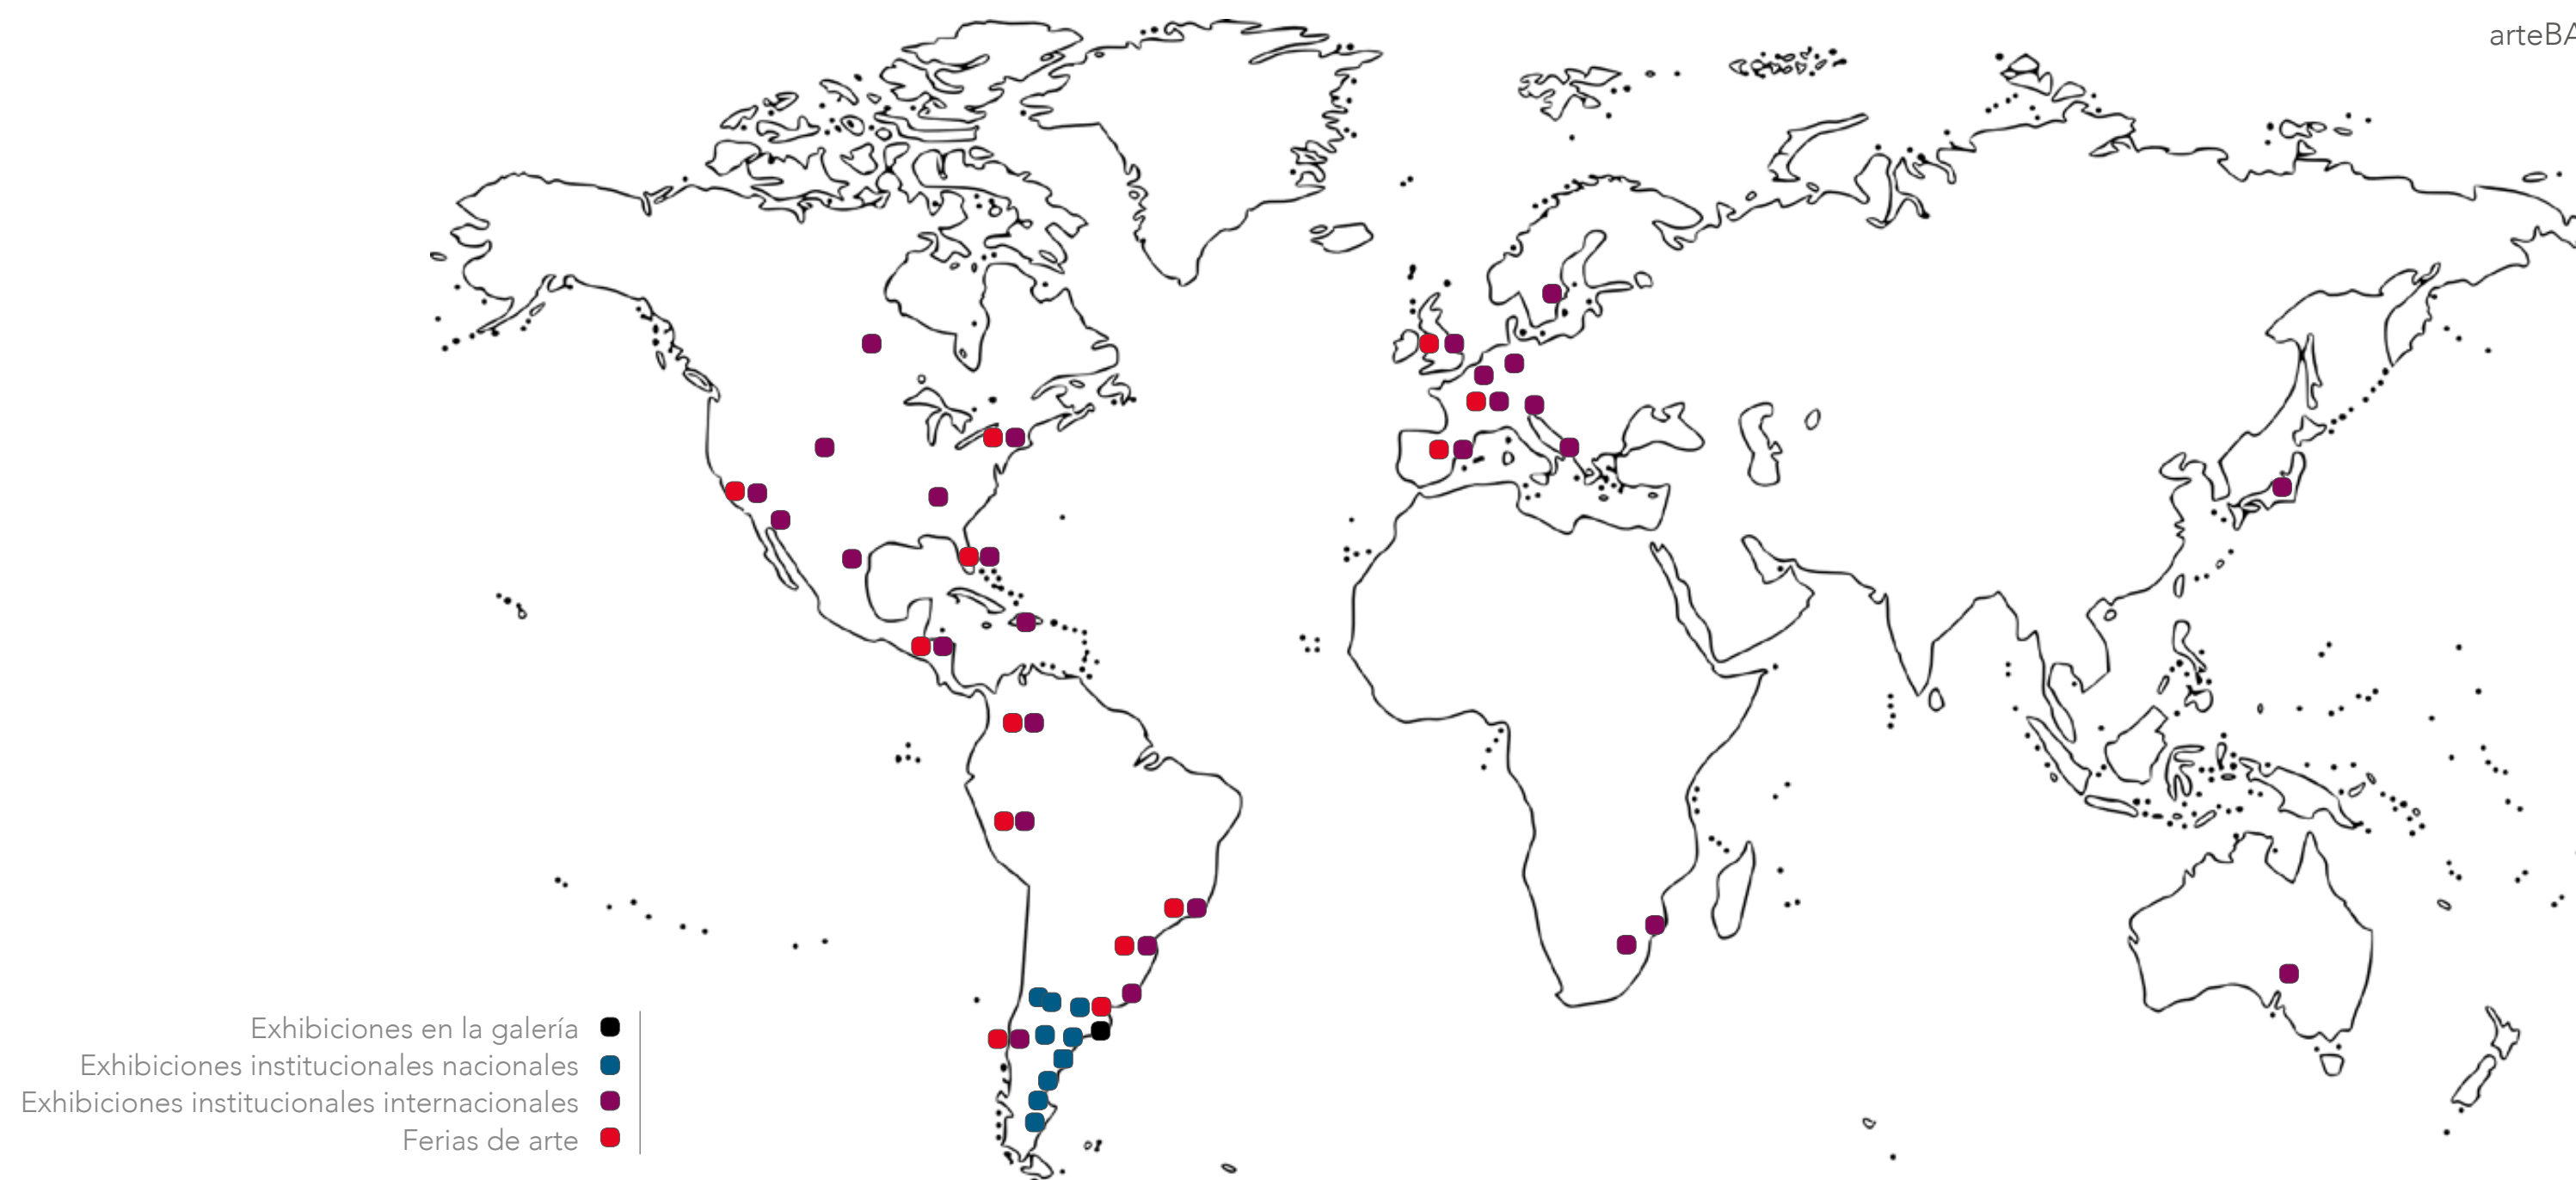 arteBA
Exhibiciones en la galería
Exhibiciones institucionales nacionales
Exhibiciones institucionales internacionales
Ferias de arte